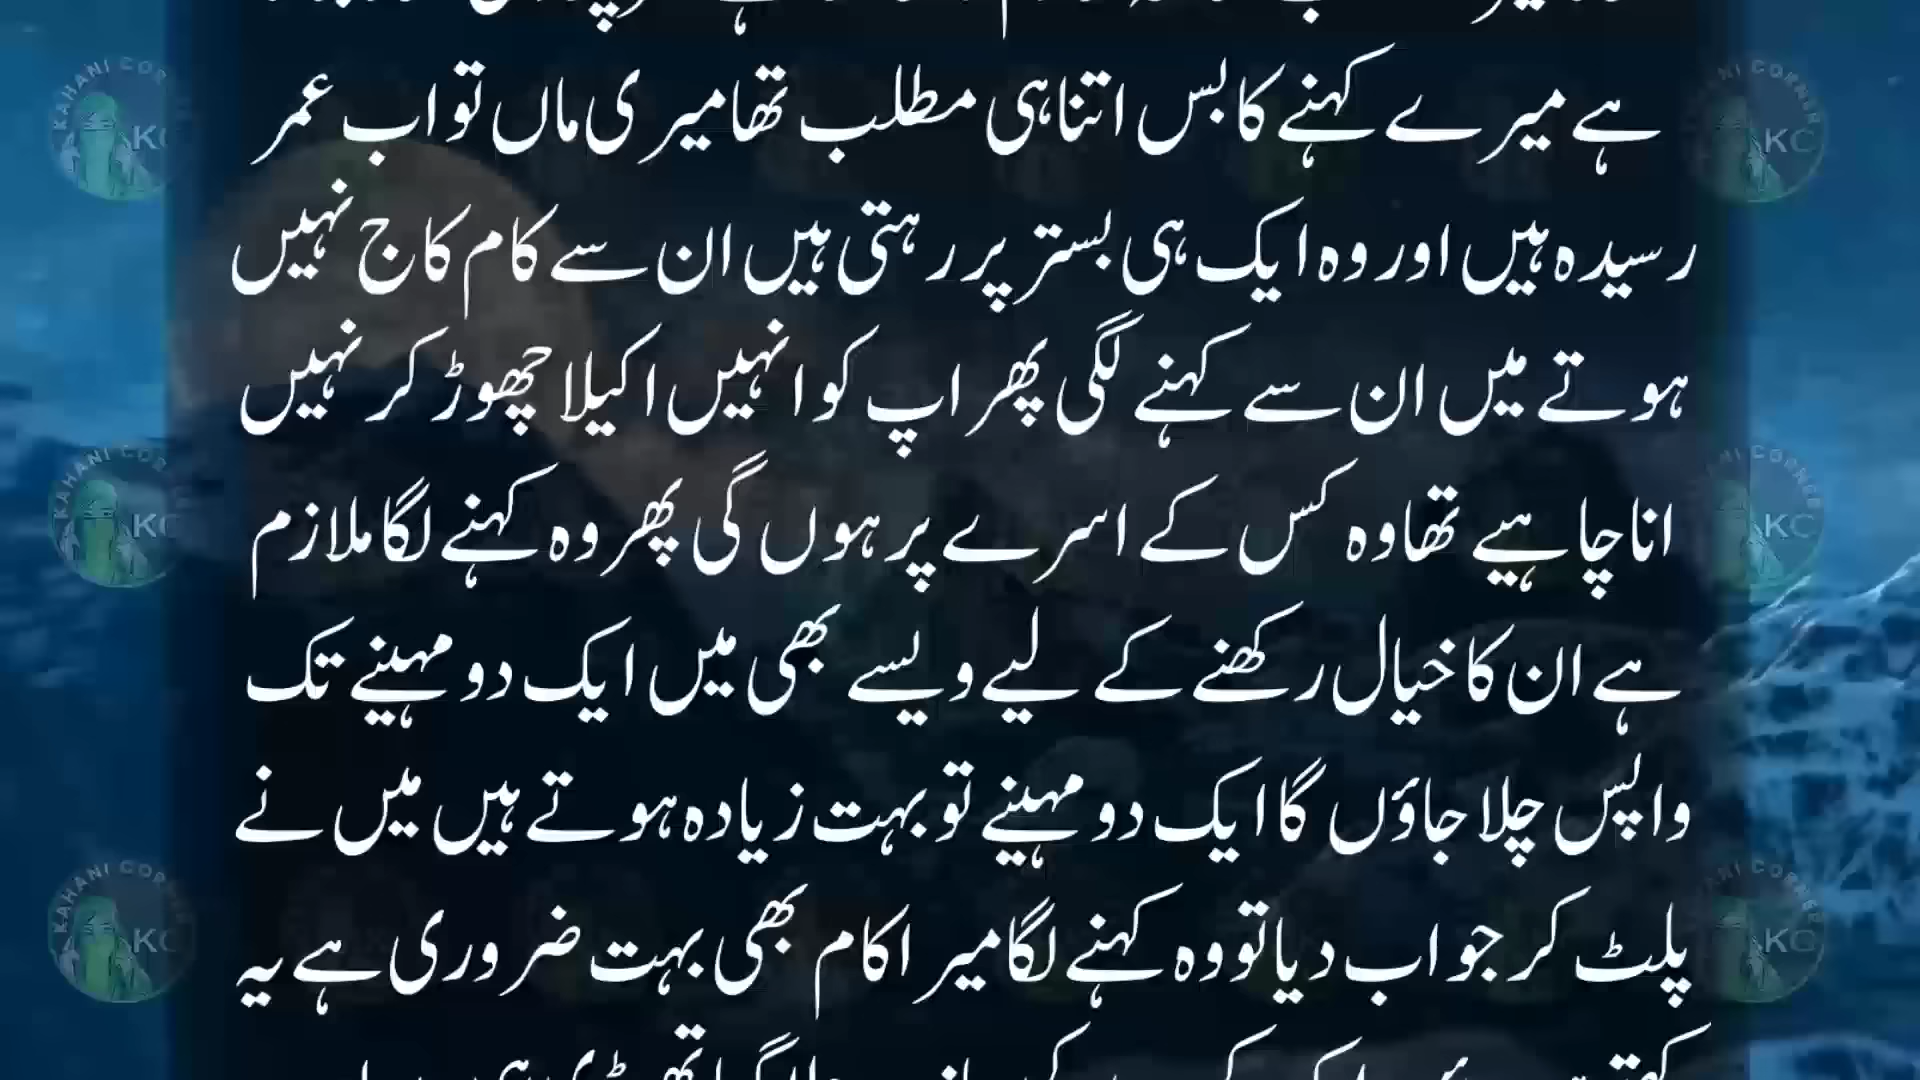 ہے میرے کہنے کا بس اتنا ہی مطلب تھا میری ماں تو اب عمر
رسیدہ ہیں اور وہ ایک ہی بستر پر رہتی ہیں ان سے کام کاج نہیں
ہوتے میں ان سے کہنے لگی پھر اپ کو انہیں اکیلا چھوڑ کر نہیں
انا چاہیے تھا وہ کس کے اسرے پر ہوں گی پھر وہ کہنے لگا ملازم
ہے ان کا خیال رکھنے کے لیے ویسے بھی میں ایک دو مہینے تک
واپس چلا جاؤں گا ایک دو مہینے تو بہت زیادہ ہوتے ہیں میں نے
پلٹ کر جواب دیا تو وہ کہنے لگا میرا کام بھی بہت ضروری ہے یہ
KAHANI CORNER
KC